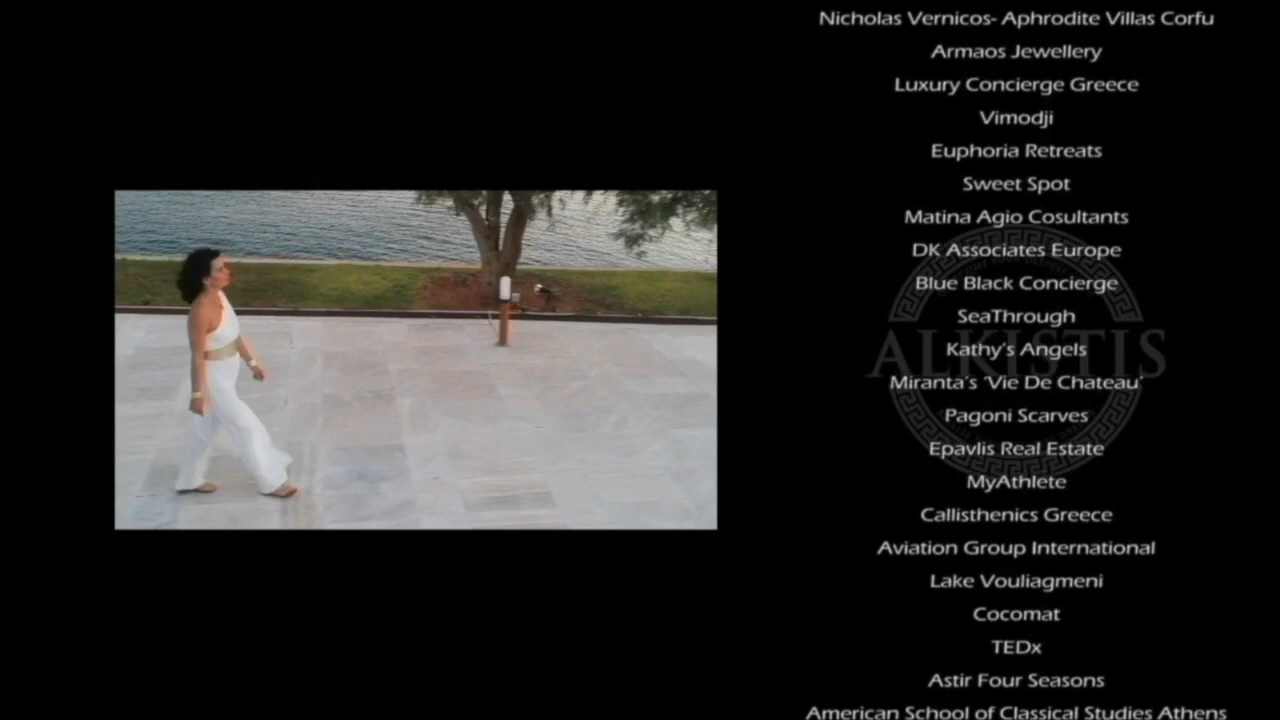 Nicholas Vernicos- Aphrodite Villas Corfu
Armaos Jewellery
Luxury Concierge Greece
Vimodji
Euphoria Retreats
Sweet Spot
Matina Agio Cosultants
DK Associates Europe
Blue Black Concierge
SeaThrough
ALKISTIS
Kathy's Angels
Miranta's 'Vie De Chateau'
Pagoni Scarves
Epavlis Real Estate
MyAthlete
Callisthenics Greece
Aviation Group International
Lake Vouliagmeni
Cocomat
TEDx
Astir Four Seasons
American School of Classical Studies Athens